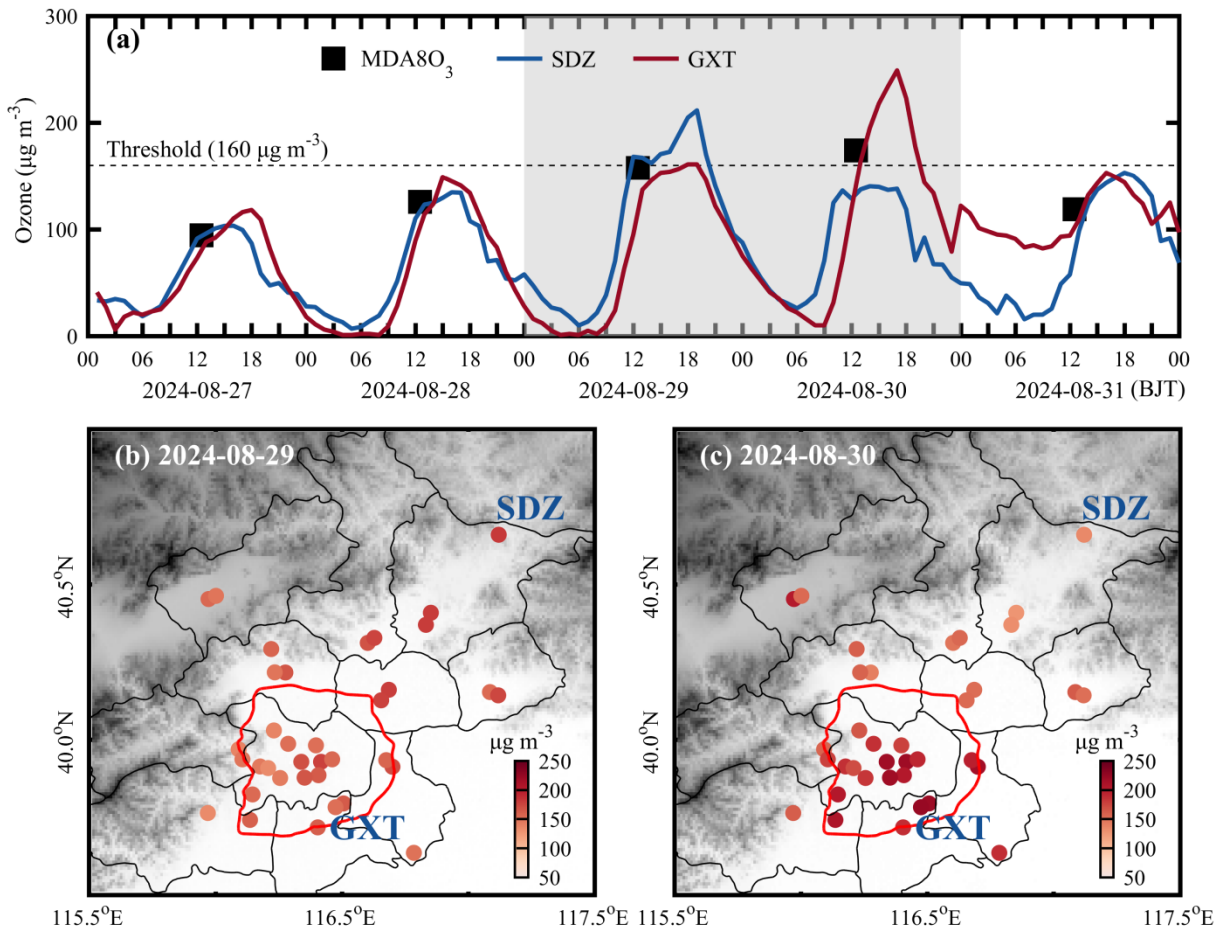 300
(a)
MDA8O₃ SDZ GXT
200
Threshold (160 μg m⁻³)
Ozone (μg m⁻³)
100
0
00 06 12 18 00 06 12 18 00 06 12 18 00 06 12 18 00 06 12 18 00
2024-08-27 2024-08-28 2024-08-29 2024-08-30 2024-08-31 (BJT)
(b) 2024-08-29
SDZ
40.5°N
40.0°N
μg m⁻³
250
200
150
100
50
GXT
115.5°E 116.5°E 117.5°E
(c) 2024-08-30
SDZ
40.5°N
40.0°N
μg m⁻³
250
200
150
100
50
GXT
115.5°E 116.5°E 117.5°E